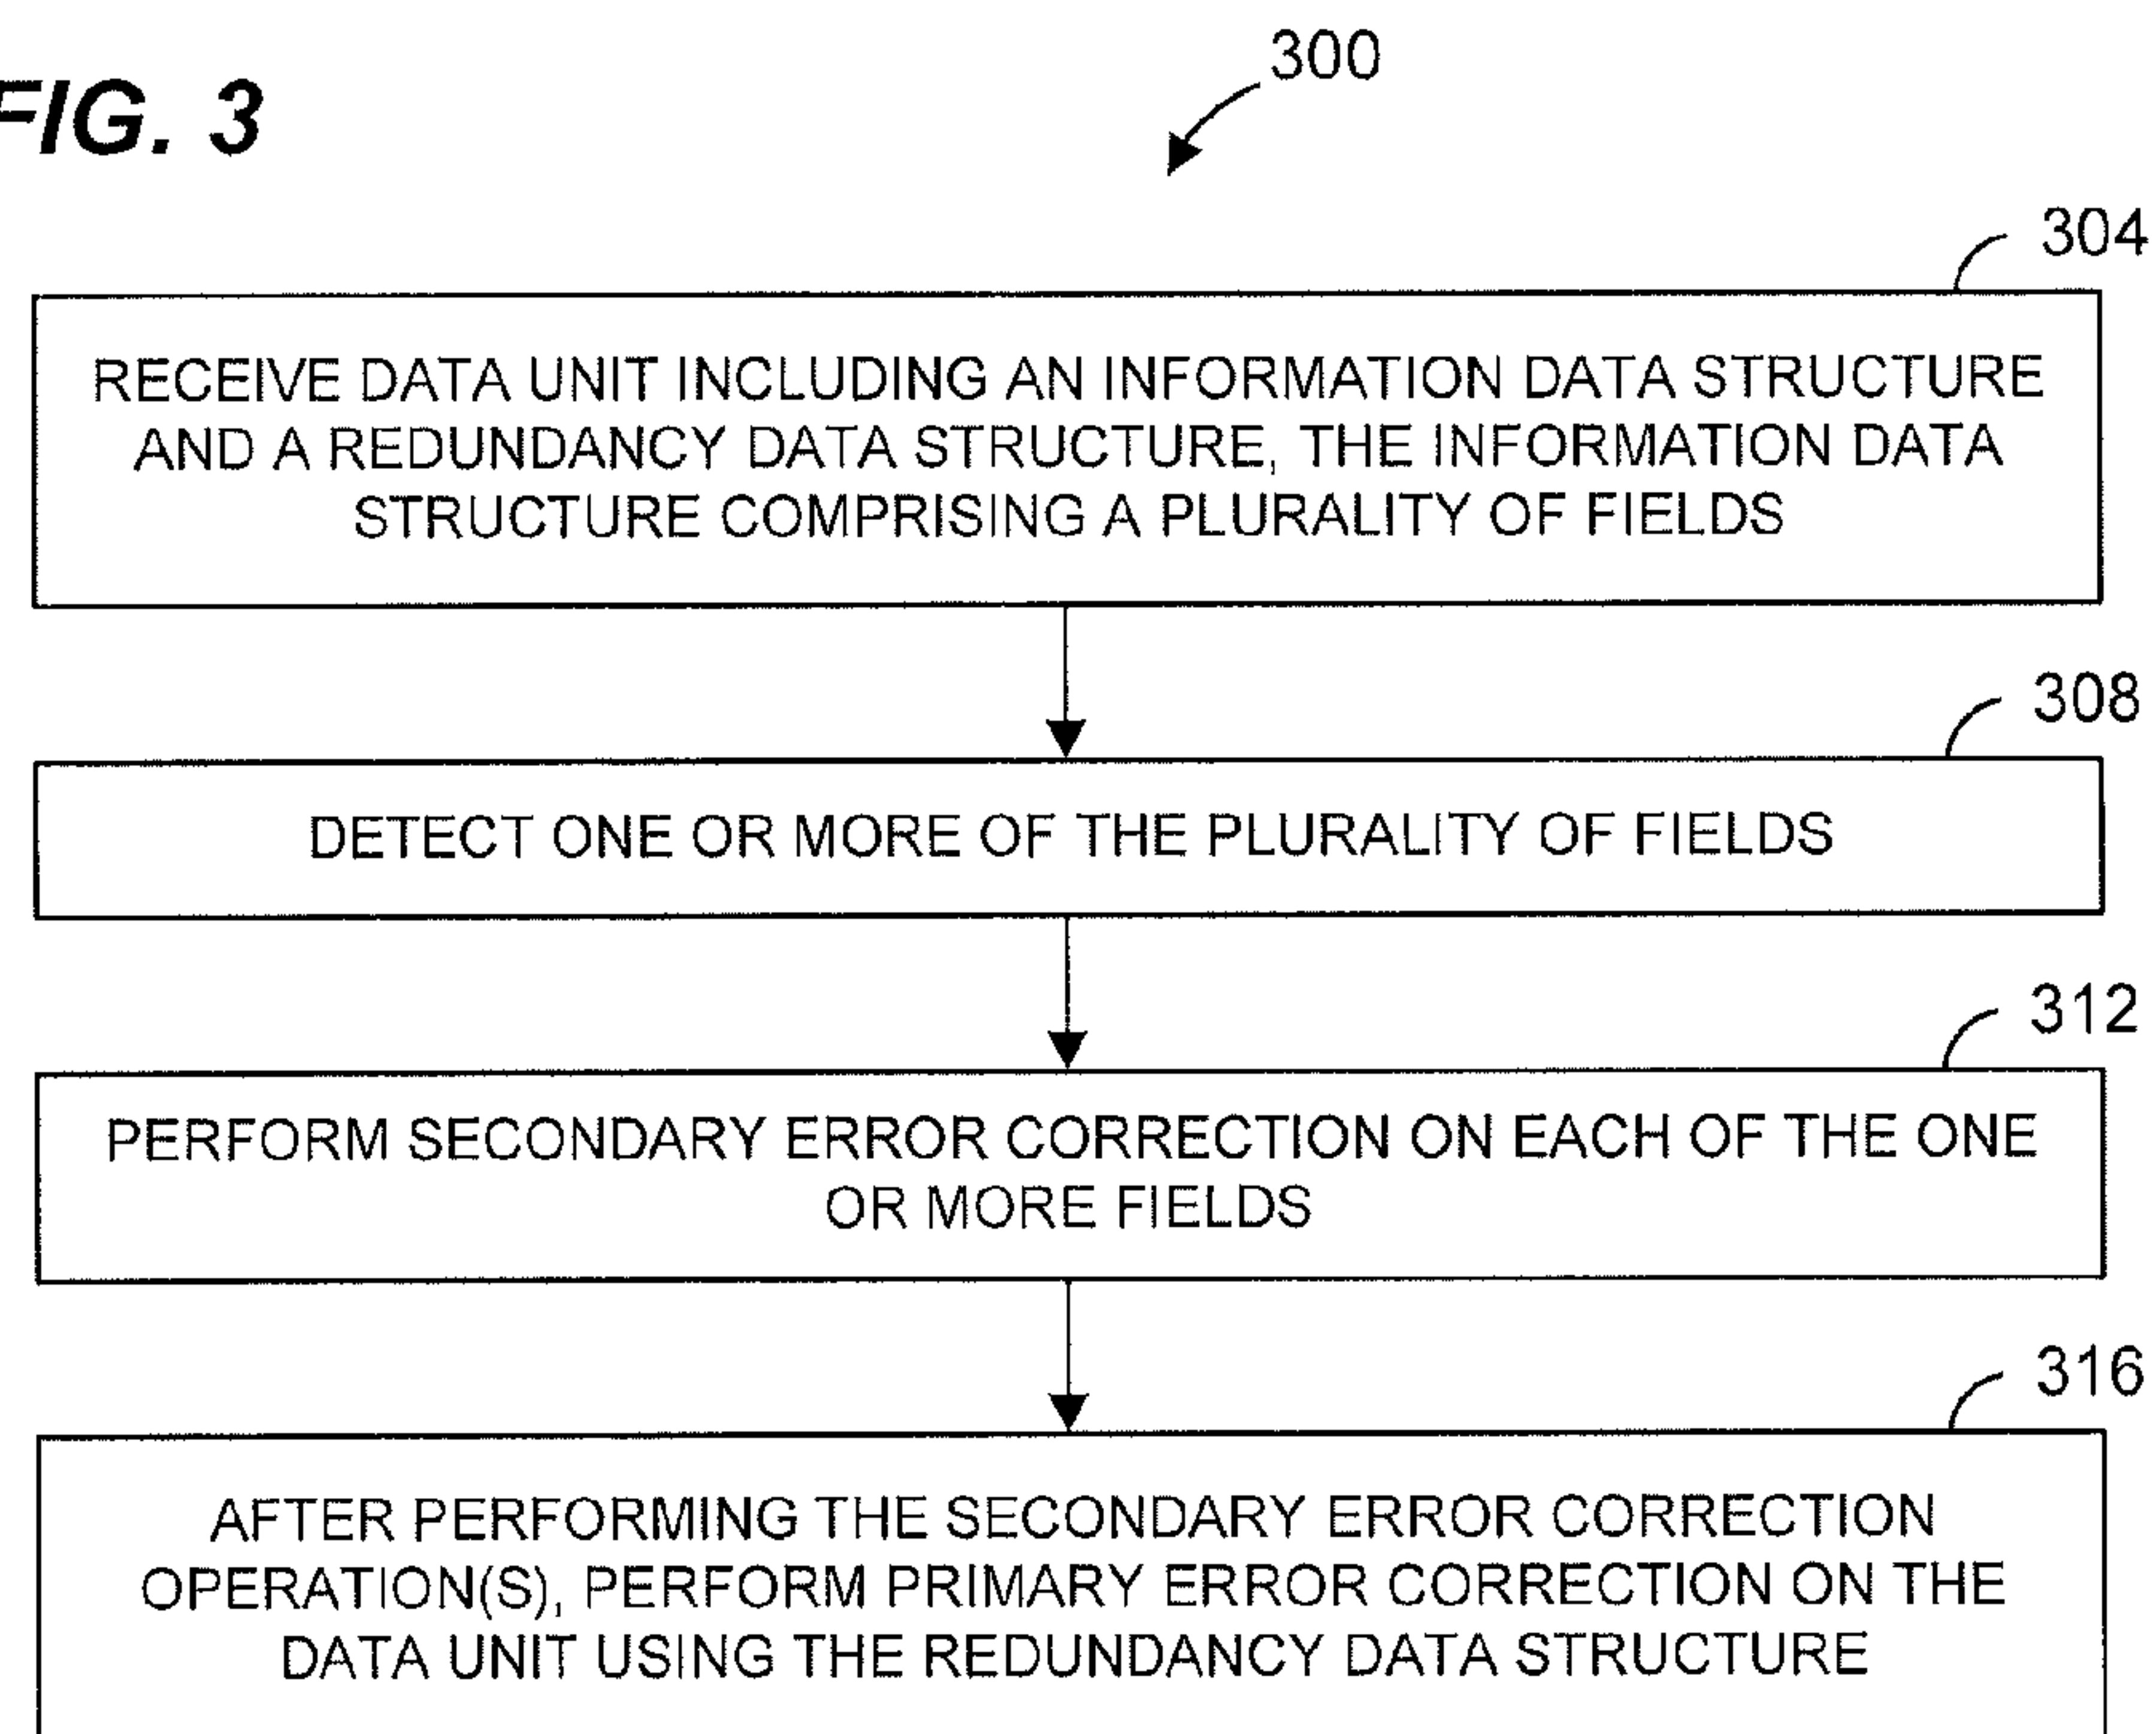 FIG. 3
300
304
RECEIVE DATA UNIT INCLUDING AN INFORMATION DATA STRUCTURE
AND A REDUNDANCY DATA STRUCTURE, THE INFORMATION DATA
STRUCTURE COMPRISING A PLURALITY OF FIELDS
308
DETECT ONE OR MORE OF THE PLURALITY OF FIELDS
312
PERFORM SECONDARY ERROR CORRECTION ON EACH OF THE ONE
OR MORE FIELDS
316
AFTER PERFORMING THE SECONDARY ERROR CORRECTION
OPERATION(S), PERFORM PRIMARY ERROR CORRECTION ON THE
DATA UNIT USING THE REDUNDANCY DATA STRUCTURE